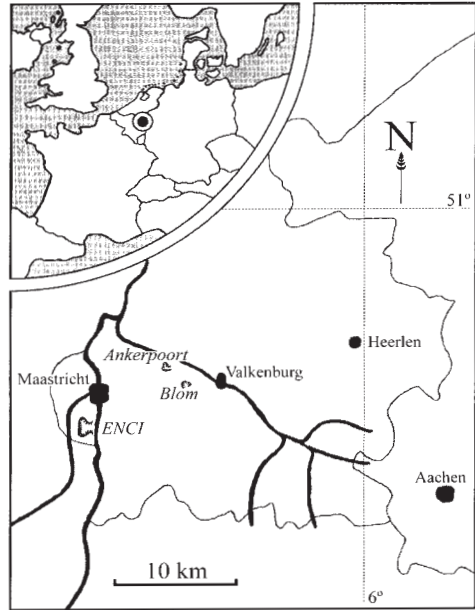 N
51°
Ankerpoort
Heerlen
Maastricht
Valkenburg
Blom
ENCI
Aachen
10 km
6°